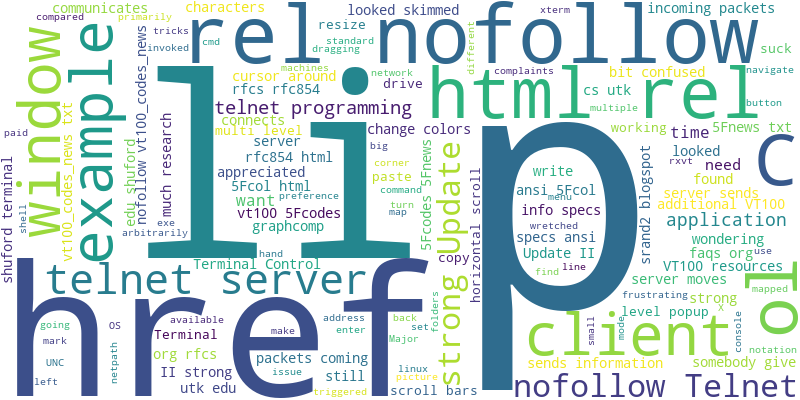 communicates
characters
rel nofollow
looked skimmed
incoming packets
compared
primarily
tricks
invoked
cmd
standard
dragging
resize
xterm
different
window
example
li
p
cursor around
rfcs rfc854
drive
network
machines
complaints
multiple
navigate
button
bit confused
suck
html rel
cs utk
telnet programming
connects
multi level
change colors
working
5Fnews txt
time
C
server
rfc854 html
looked
need
paid
much research
appreciated
5Fcol html
want
vt100 5Fcodes
graphcomp
big
corner
paste
command
preference
turn
map
write
ansi 5Fcol
menu
info specs
specs ansi
wretched
Update II
find
line
found
server sends
additional VT100
application
wondering
faqs org
use
VT100 resources
server moves
frustrating
strong
x
mapped
shuford terminal
shell
arbitrarily
vt100_codes_news txt
edu shuford
nofollow vt100_codes_news
exe
hand
Terminal Control
copy
5Fcodes 5Fnews
horizontal scroll
srand2 blogspot
telnet server
strong Update
rxvt
level popup
ol
href
client
going
OS
mark
UNC
left
netpath
available
Terminal
org rfcs
II strong
utk edu
make
issue
packets coming
still
address
enter
linux
triggered
picture
back
set
Major
folders
scroll bars
sends information
small
mode
console
notation
somebody give
nofollow Telnet